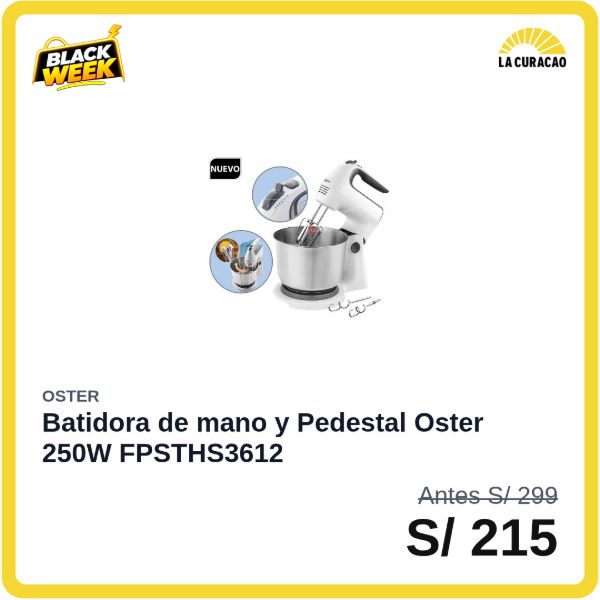 BLACK
WEEK
LA CURACAO
NUEVO
OSTER
Batidora de mano y Pedestal Oster
250W FPSTHS3612
Antes S/ 299
S/ 215